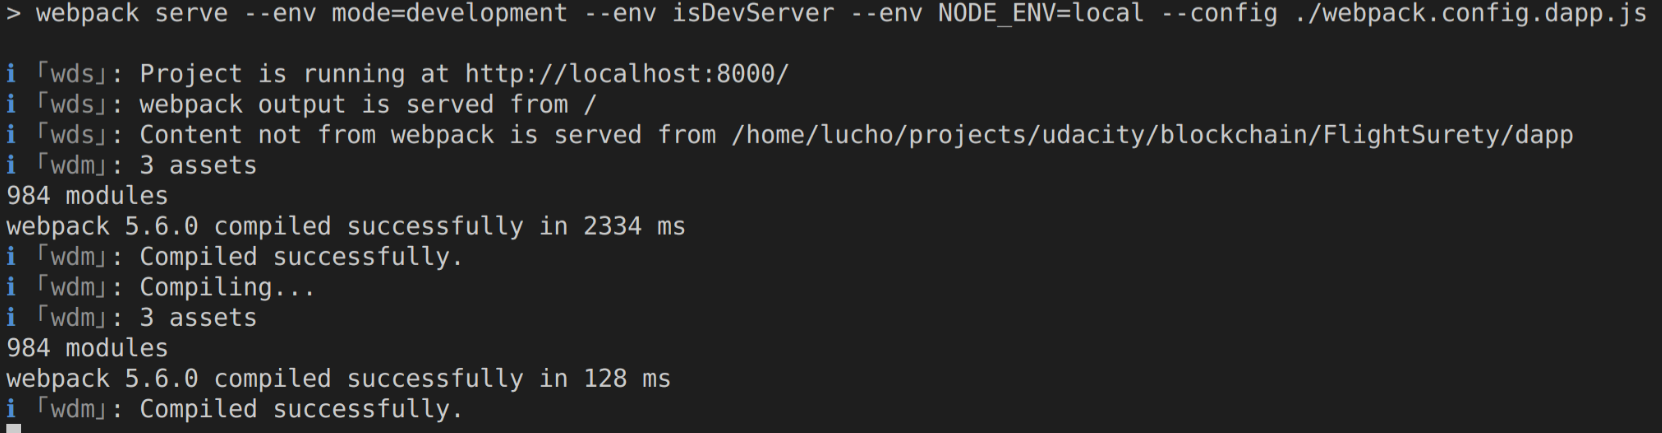 > webpack serve --env mode=development --env isDevServer --env NODE_ENV=local --config ./webpack.config.dapp.js
ℹ ｢wds｣: Project is running at http://localhost:8000/
ℹ ｢wds｣: webpack output is served from /
ℹ ｢wds｣: Content not from webpack is served from /home/lucho/projects/udacity/blockchain/FlightSurety/dapp
ℹ ｢wdm｣: 3 assets
984 modules
webpack 5.6.0 compiled successfully in 2334 ms
ℹ ｢wdm｣: Compiled successfully.
ℹ ｢wdm｣: Compiling...
ℹ ｢wdm｣: 3 assets
984 modules
webpack 5.6.0 compiled successfully in 128 ms
ℹ ｢wdm｣: Compiled successfully.